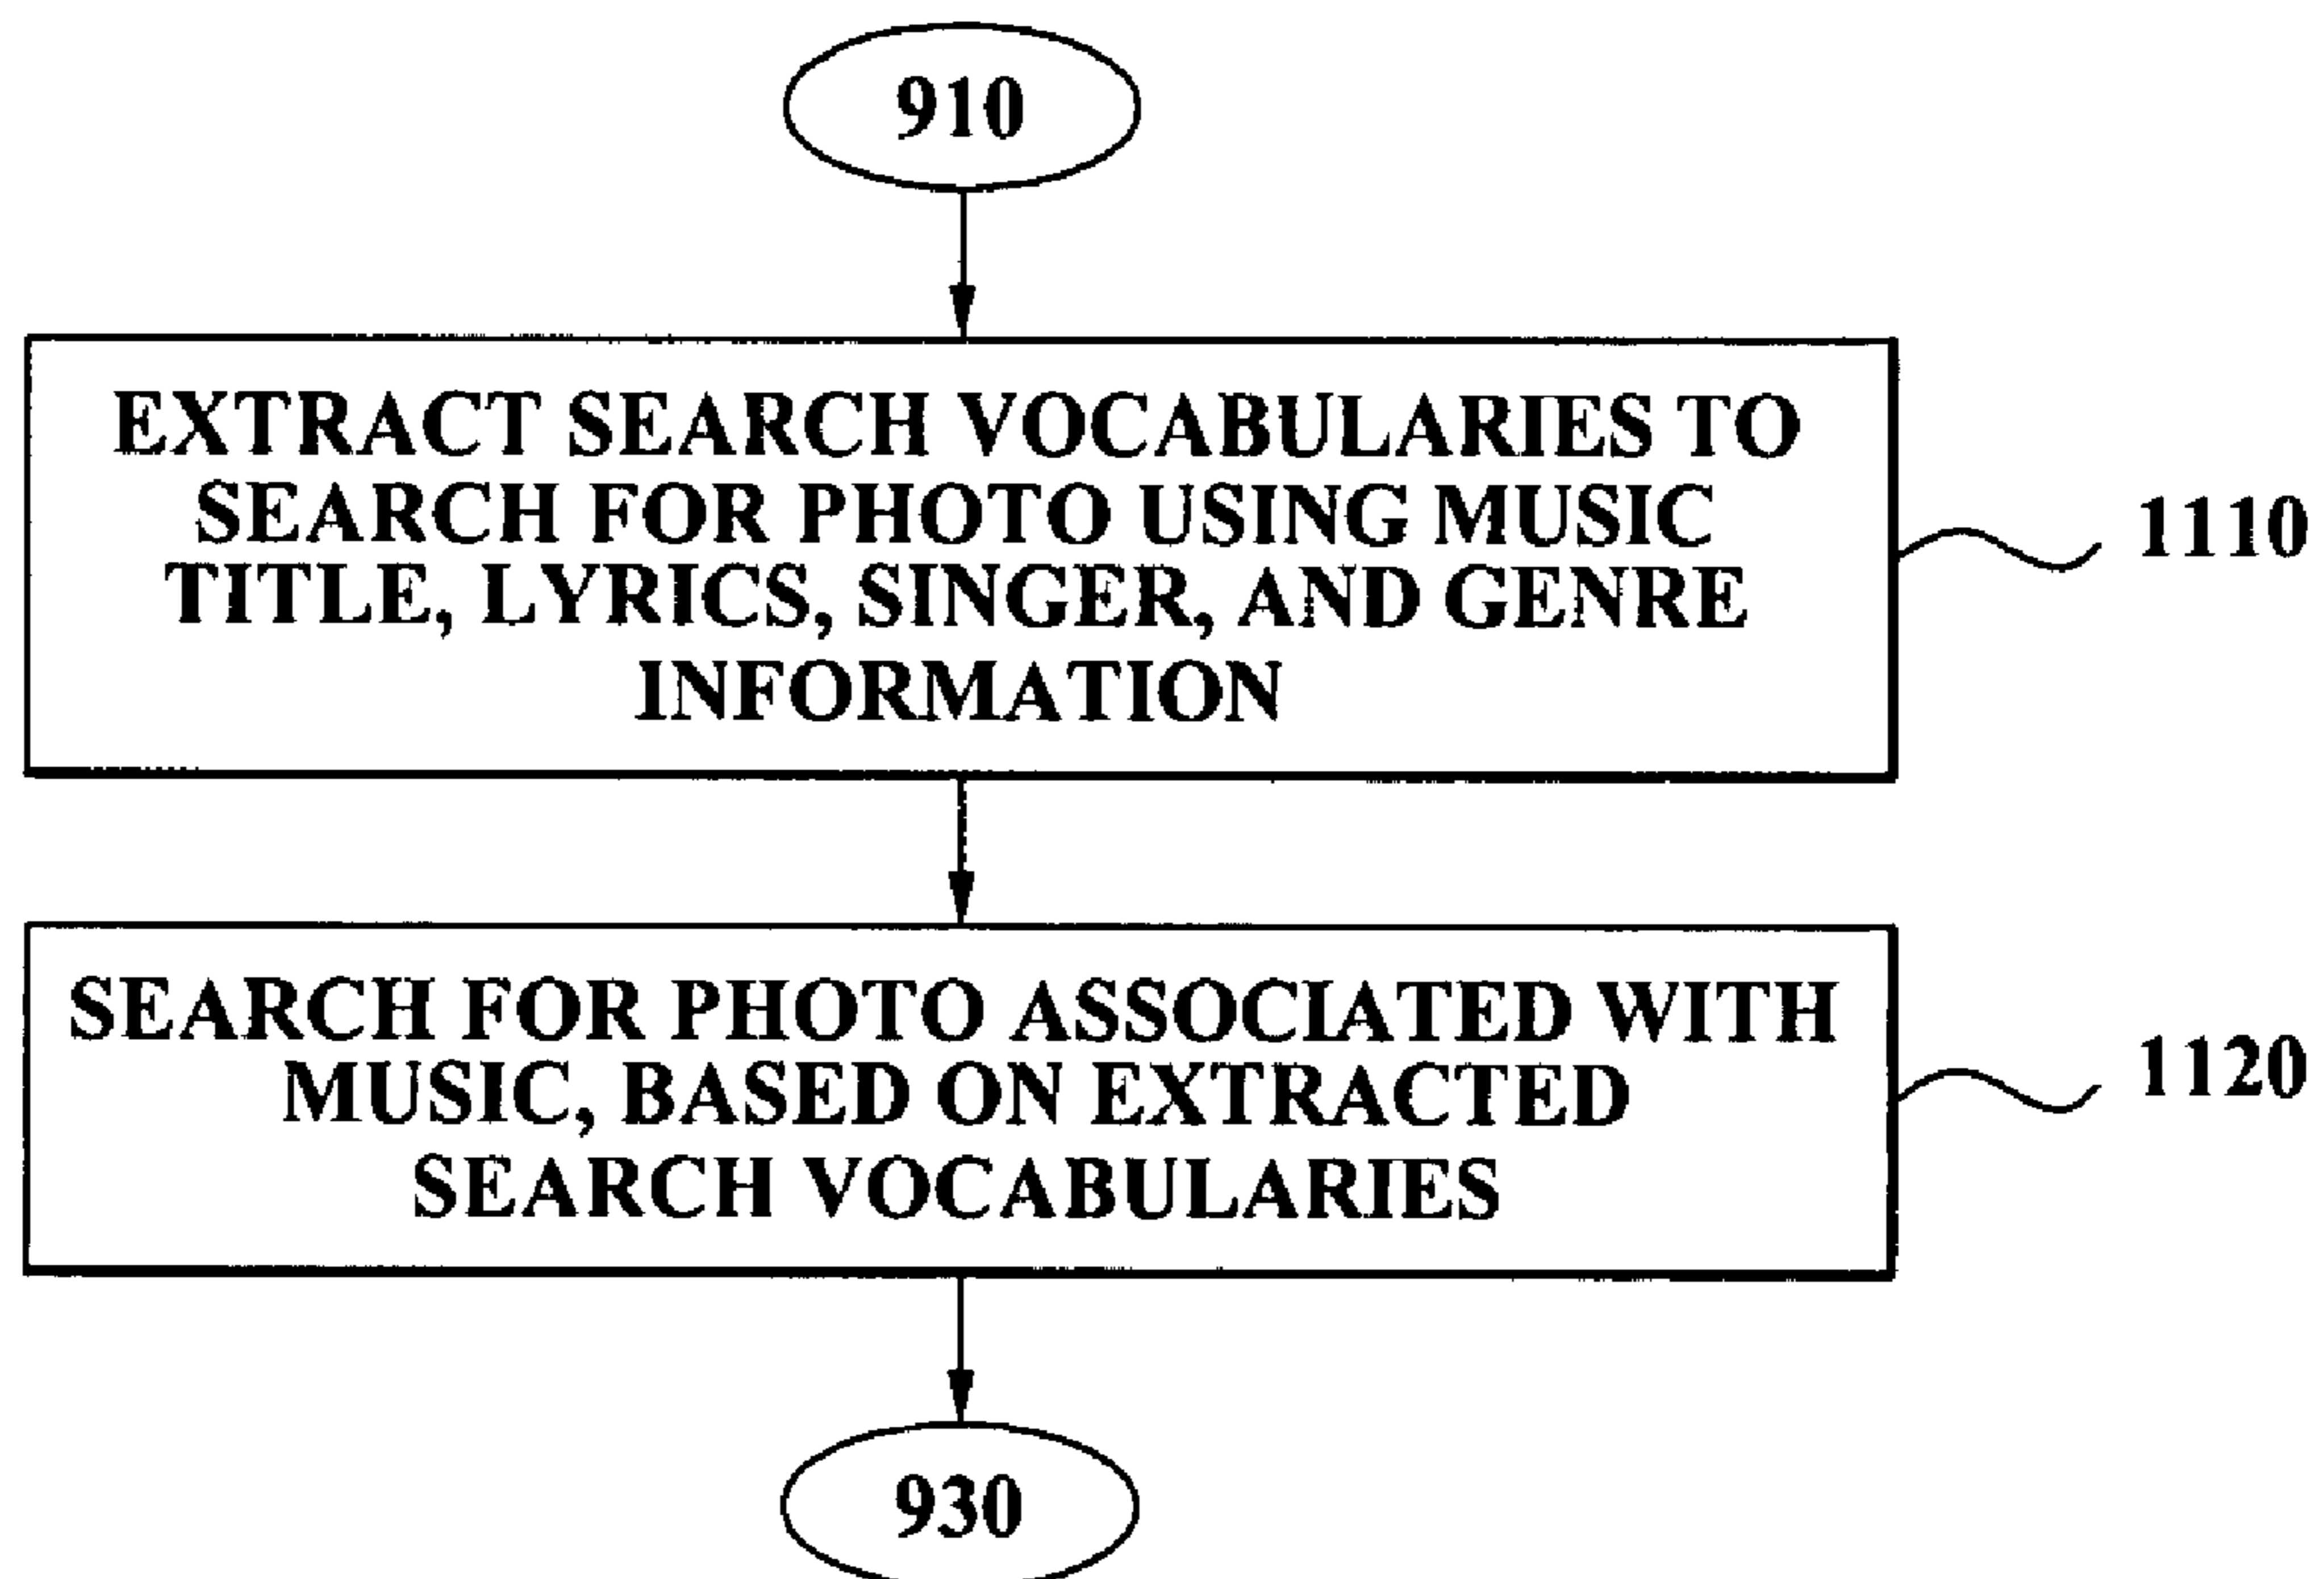 910
EXTRACT SEARCH VOCABULARIES TO
SEARCH FOR PHOTO USING MUSIC
TITLE, LYRICS, SINGER, AND GENRE
INFORMATION
1110
SEARCH FOR PHOTO ASSOCIATED WITH
MUSIC, BASED ON EXTRACTED
SEARCH VOCABULARIES
1120
930